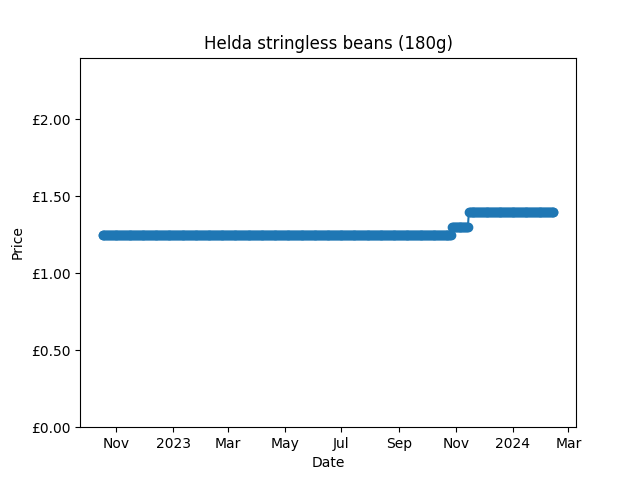 Helda stringless beans (180g)
£2.00
£1.50
£1.00
£0.50
£0.00
Price
Nov 2023 Mar May Jul Sep Nov 2024 Mar
Date